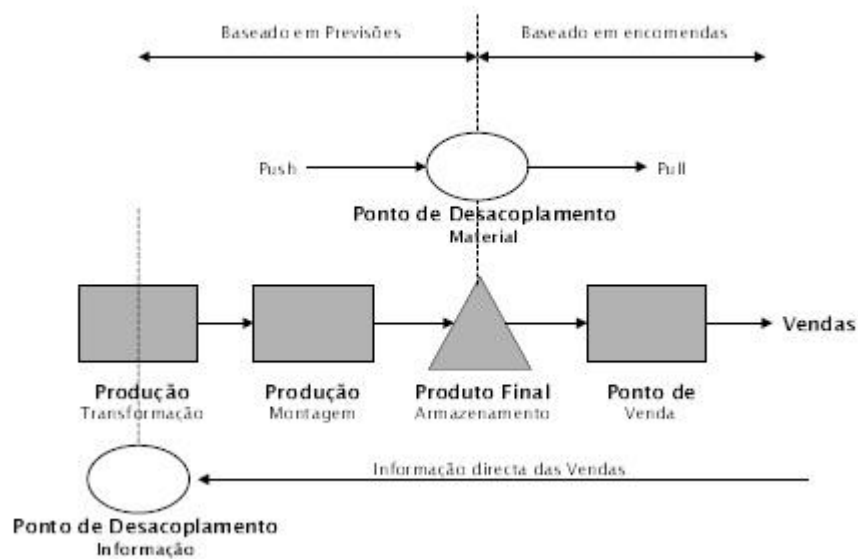 Baseado em Previsões
Baseado em encomendas
Push
Pull
Ponto de Desacoplamento
Material
Vendas
Produção
Transformação
Produção
Montagem
Produto Final
Armazenamento
Ponto de
Venda
Informação directa das Vendas
Ponto de Desacoplamento
Informação